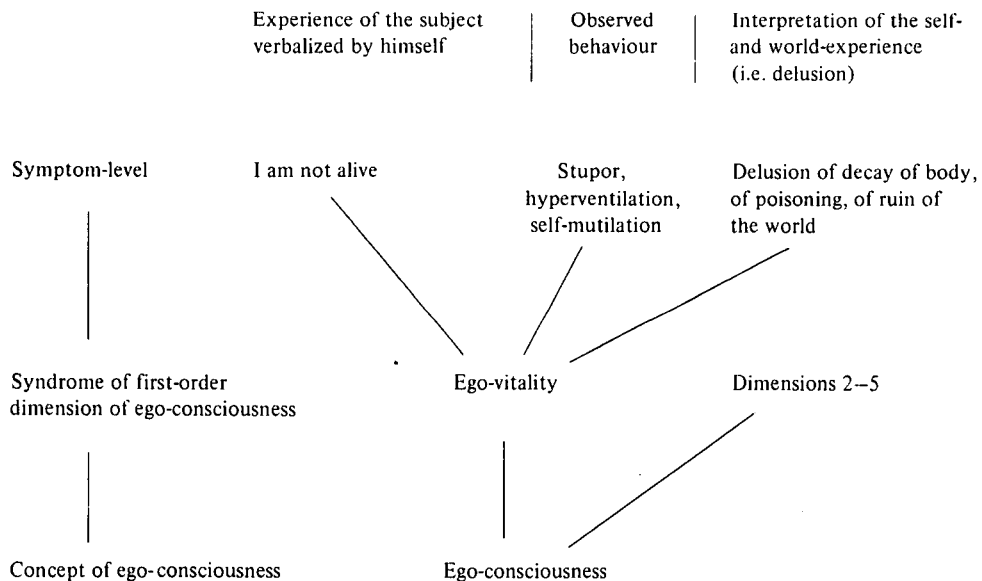 Experience of the subject
verbalized by himself
Observed
behaviour
Interpretation of the self-
and world-experience
(i.e. delusion)
Symptom-level
I am not alive
Stupor,
hyperventilation,
self-mutilation
Delusion of decay of body,
of poisoning, of ruin of
the world
Syndrome of first-order
dimension of ego-consciousness
Ego-vitality
Dimensions 2–5
Concept of ego-consciousness
Ego-consciousness